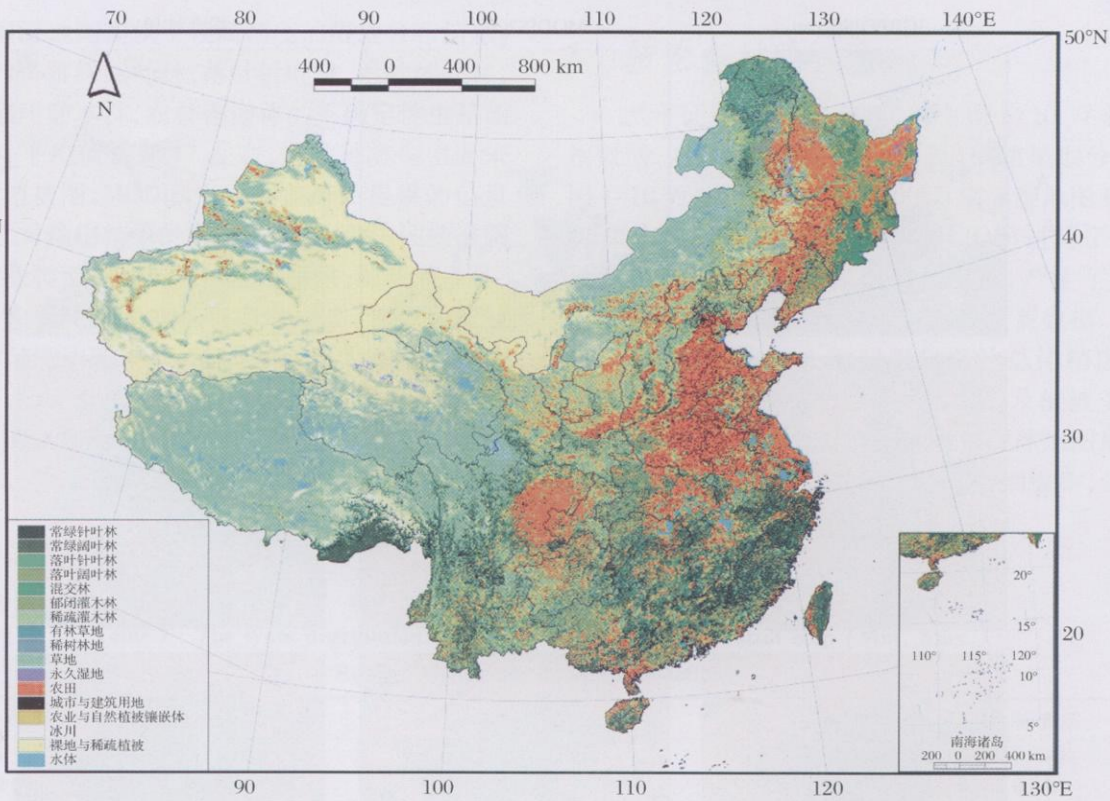 70 80 90 100 110 120 130 140°E
50°N
400 0 400 800 km
N
40
30
20
常绿针叶林
常绿阔叶林
落叶针叶林
落叶阔叶林
混交林
郁闭灌木林
稀疏灌木林
有林草地
稀树林地
草地
永久湿地
农田
城市与建筑用地
农业与自然植被镶嵌体
冰川
裸地与稀疏植被
水体
20°
15°
110° 115° 120°
10°
5°
南海诸岛
200 0 200 400 km
90 100 110 120 130°E